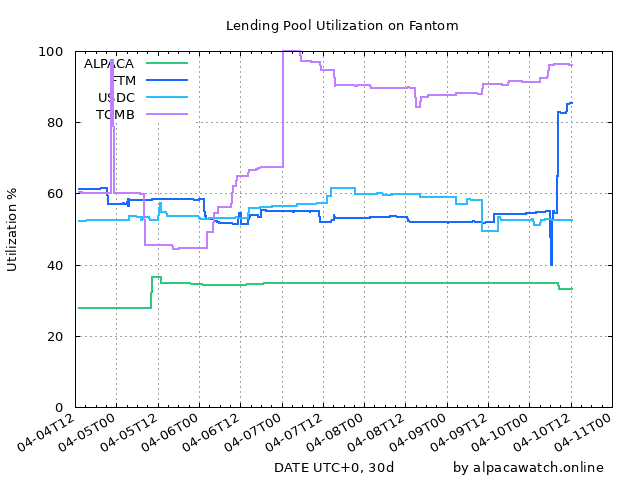 Lending Pool Utilization on Fantom
Utilization %
100
80
60
40
20
0
ALPACA
FTM
USDC
TOMB
04-04T12
04-05T00
04-05T12
04-06T00
04-06T12
04-07T00
04-07T12
04-08T00
04-08T12
04-09T00
04-09T12
04-10T00
04-10T12
04-11T00
DATE UTC+0, 30d
by alpacawatch.online